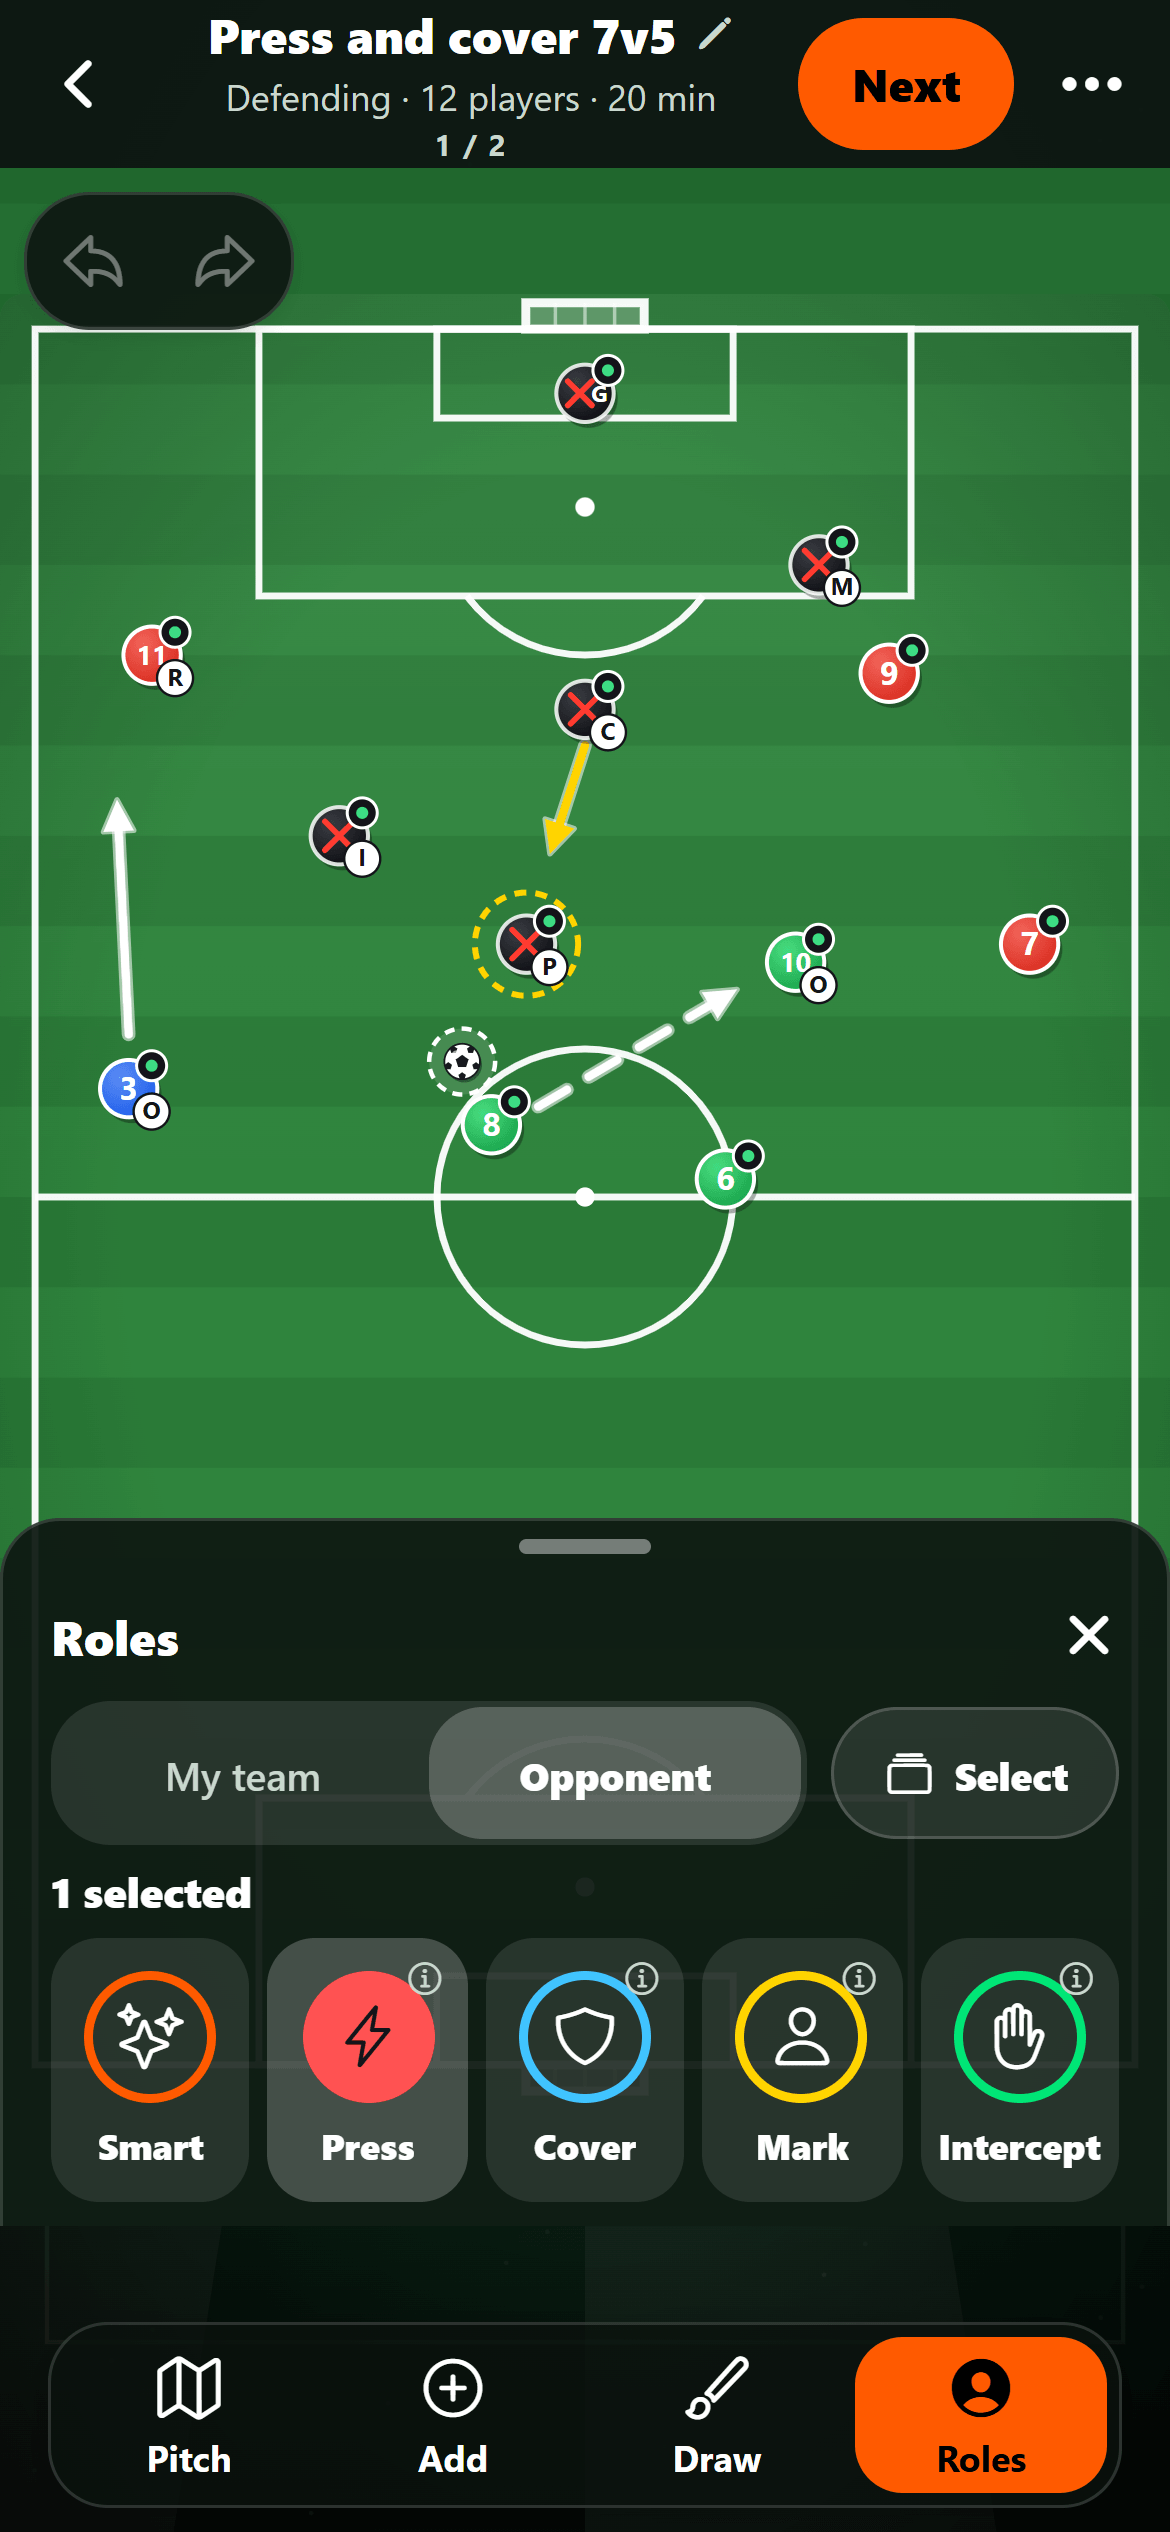 Press and cover 7v5
Defending · 12 players · 20 min
1 / 2
Next
G
M
11
R
9
C
I
P
10
O
7
3
O
8
6
Roles
My team
Opponent
Select
1 selected
Smart
Press
Cover
Mark
Intercept
Pitch
Add
Draw
Roles